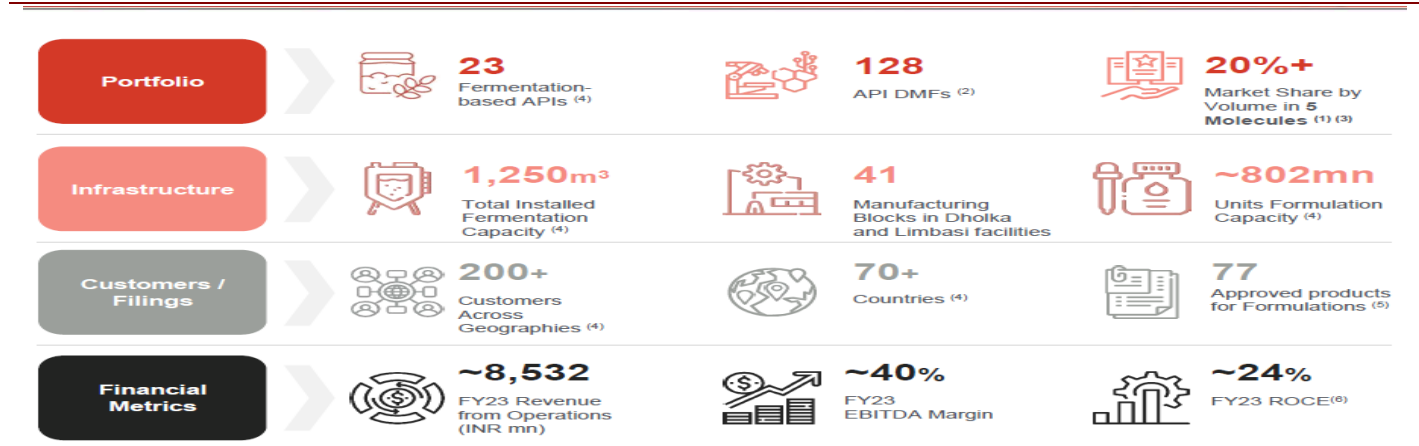 Portfolio
23
Fermentation-
based APIs (4)
128
API DMFs (2)
20%+
Market Share by
Volume in 5
Molecules (1) (3)
Infrastructure
1,250m³
Total Installed
Fermentation
Capacity (4)
41
Manufacturing
Blocks in Dholka
and Limbasi facilities
~802mn
Units Formulation
Capacity (4)
Customers /
Filings
200+
Customers
Across
Geographies (4)
70+
Countries (4)
77
Approved products
for Formulations (5)
Financial
Metrics
~8,532
FY23 Revenue
from Operations
(INR mn)
~40%
FY23
EBITDA Margin
~24%
FY23 ROCE(6)